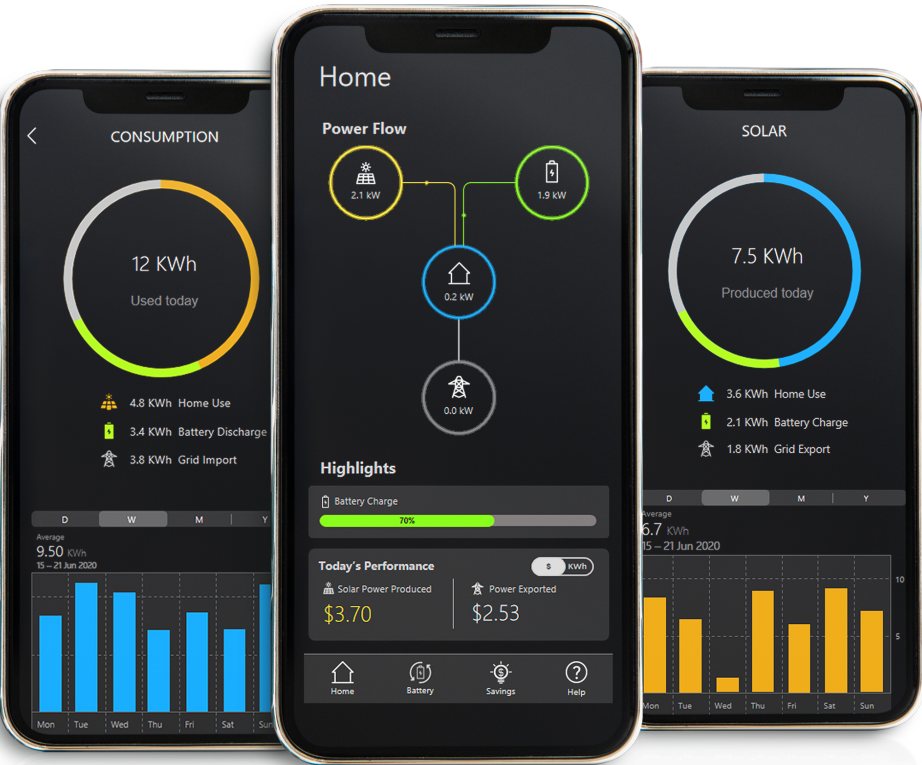 CONSUMPTION
12 KWh
Used today
4.8 KWh Home Use
3.4 KWh Battery Discharge
3.8 KWh Grid Import
D W M Y
Average
9.50 KWh
15 – 21 Jun 2020
Mon Tue Wed Thu Fri Sat Sun
Home
Power Flow
2.1 kW
1.9 kW
0.2 kW
0.0 kW
Highlights
Battery Charge
70%
Today's Performance
$ KWh
Solar Power Produced
$3.70
Power Exported
$2.53
Home Battery Savings Help
SOLAR
7.5 KWh
Produced today
3.6 KWh Home Use
2.1 KWh Battery Charge
1.8 KWh Grid Export
D W M Y
Average
6.7 KWh
15 – 21 Jun 2020
10
5
Mon Tue Wed Thu Fri Sat Sun